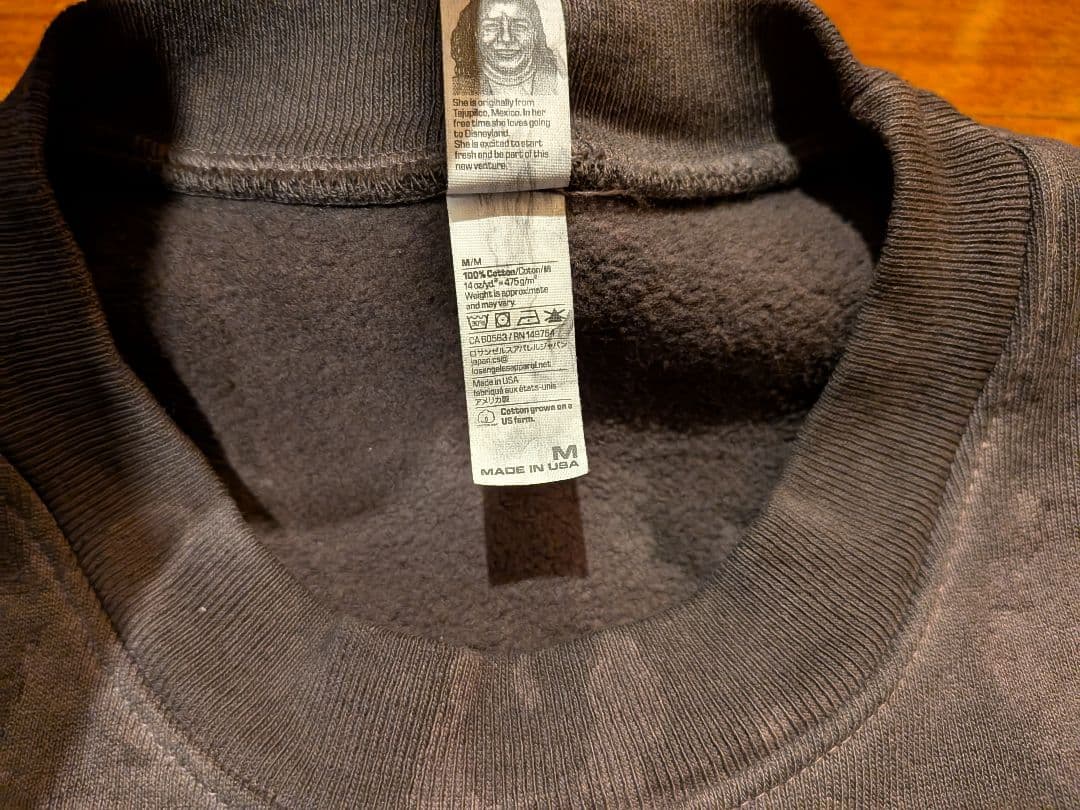 She is originally from
Tejupilco, Mexico. In her
free time she loves going
to Disneyland.
She is excited to start
fresh and be part of this
new venture.
M/M
100% Cotton/Coton/綿
14 oz/yd² = 475g/m²
Weight is approximate
and may vary.
CA 60583 / RN 149764
ロサンゼルスアパレルジャパン
japan.cs@
losangelesapparel.net
Made in USA
fabriqué aux états-unis
アメリカ製
Cotton grown on a
US farm.
M
MADE IN USA